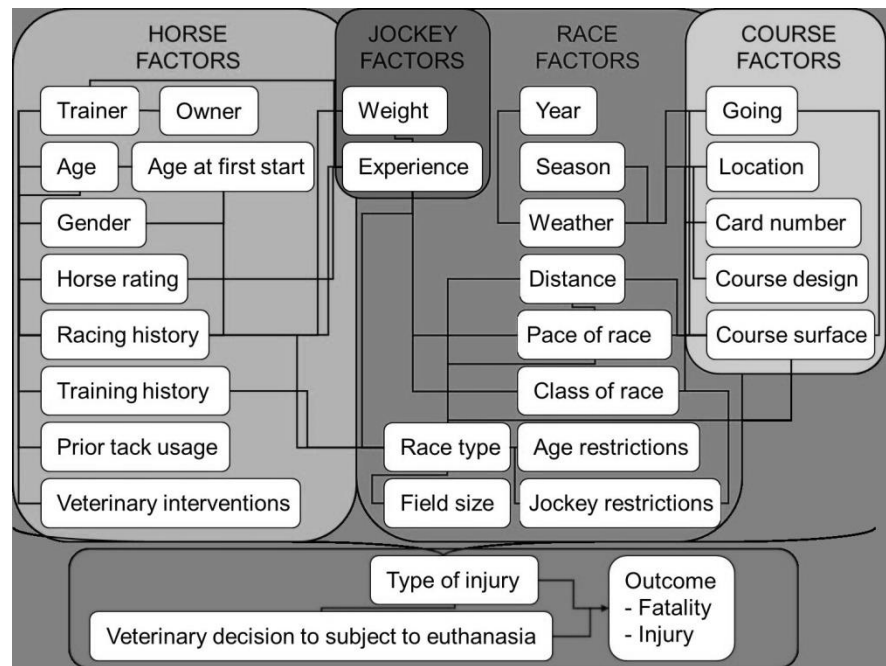 HORSE
FACTORS
Trainer
Owner
Age
Age at first start
Gender
Horse rating
Racing history
Training history
Prior tack usage
Veterinary interventions
JOCKEY
FACTORS
Weight
Experience
RACE
FACTORS
Year
Season
Weather
Distance
Pace of race
Class of race
Race type
Age restrictions
Field size
Jockey restrictions
COURSE
FACTORS
Going
Location
Card number
Course design
Course surface
Type of injury
Veterinary decision to subject to euthanasia
Outcome
- Fatality
- Injury